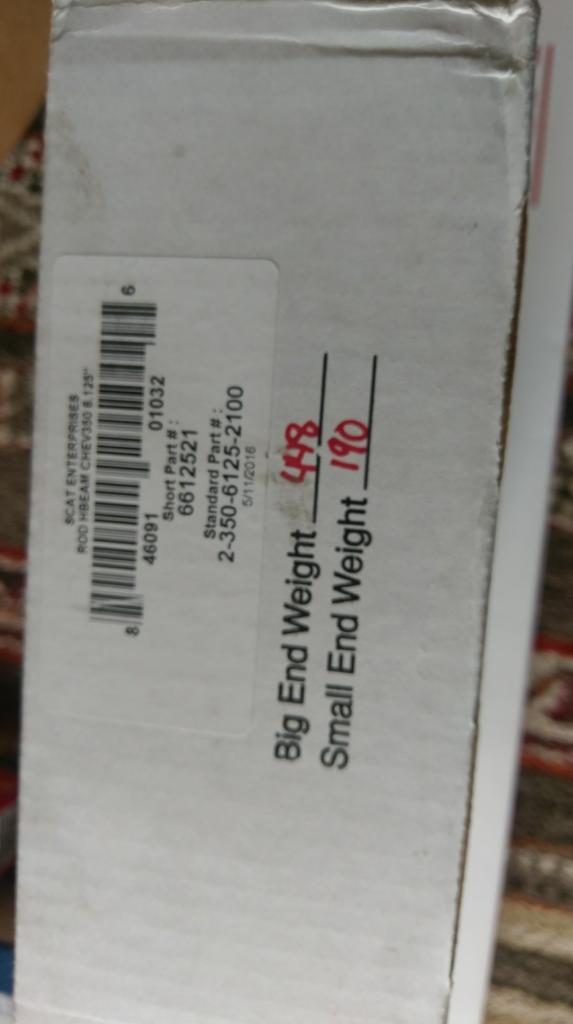 SCAT ENTERPRISES
ROD HBEAM CHEV350 6.125"
8 46091 01032 6
Short Part # :
6612521
Standard Part # :
2-350-6125-2100
5/11/2016
Big End Weight 448
Small End Weight 190